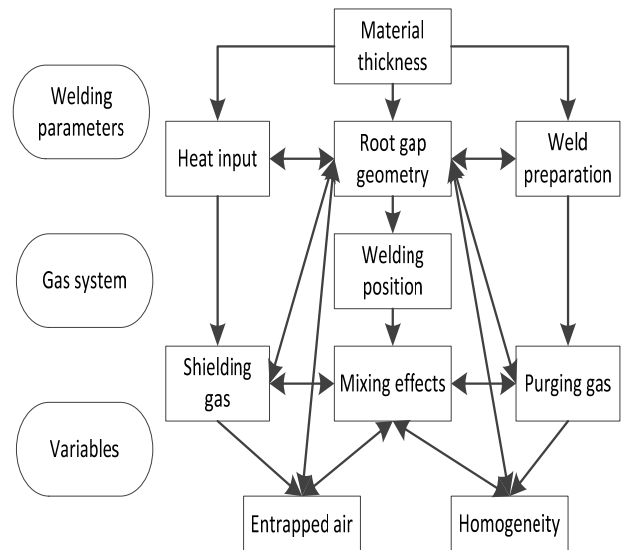 Material
thickness
Welding
parameters
Heat input
Root gap
geometry
Weld
preparation
Gas system
Welding
position
Shielding
gas
Mixing effects
Purging gas
Variables
Entrapped air
Homogeneity